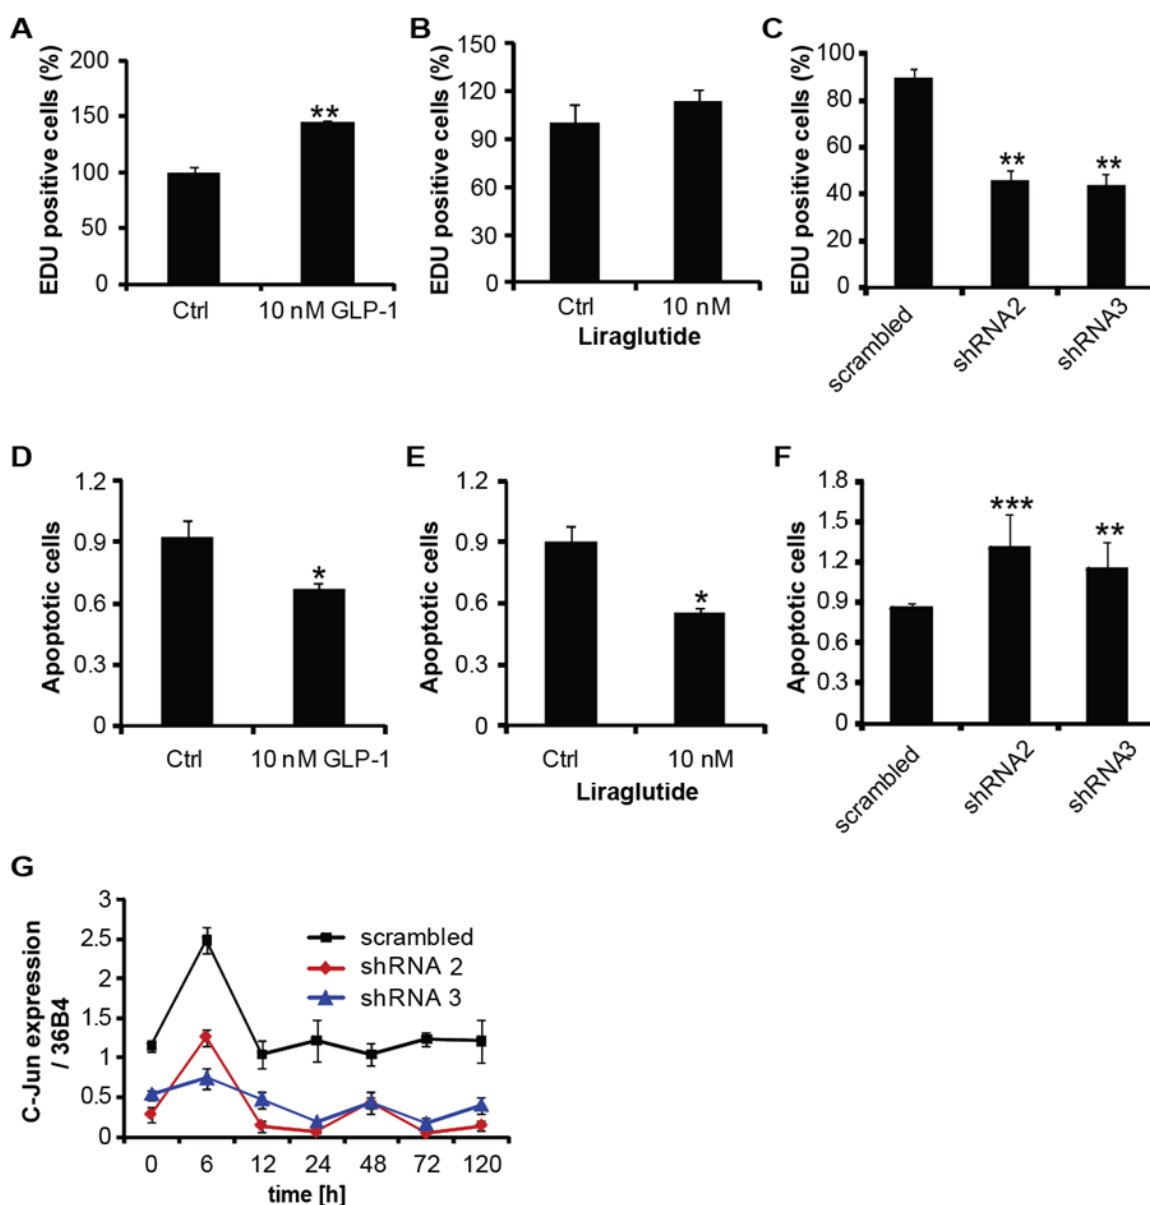 A
EDU positive cells (%)
200
150
100
50
0
Ctrl
10 nM GLP-1
**
B
EDU positive cells (%)
150
120
90
60
30
0
Ctrl
10 nM
Liraglutide
C
EDU positive cells (%)
100
80
60
40
20
0
**
**
scrambled
shRNA2
shRNA3
D
Apoptotic cells
1.2
0.9
0.6
0.3
0
*
Ctrl
10 nM GLP-1
E
Apoptotic cells
1.2
0.9
0.6
0.3
0
*
Ctrl
10 nM
Liraglutide
F
Apoptotic cells
1.8
1.5
1.2
0.9
0.6
0.3
0
***
**
scrambled
shRNA2
shRNA3
G
C-Jun expression
/ 36B4
3
2.5
2
1.5
1
0.5
0
scrambled
shRNA 2
shRNA 3
0 6 12 24 48 72 120
time [h]